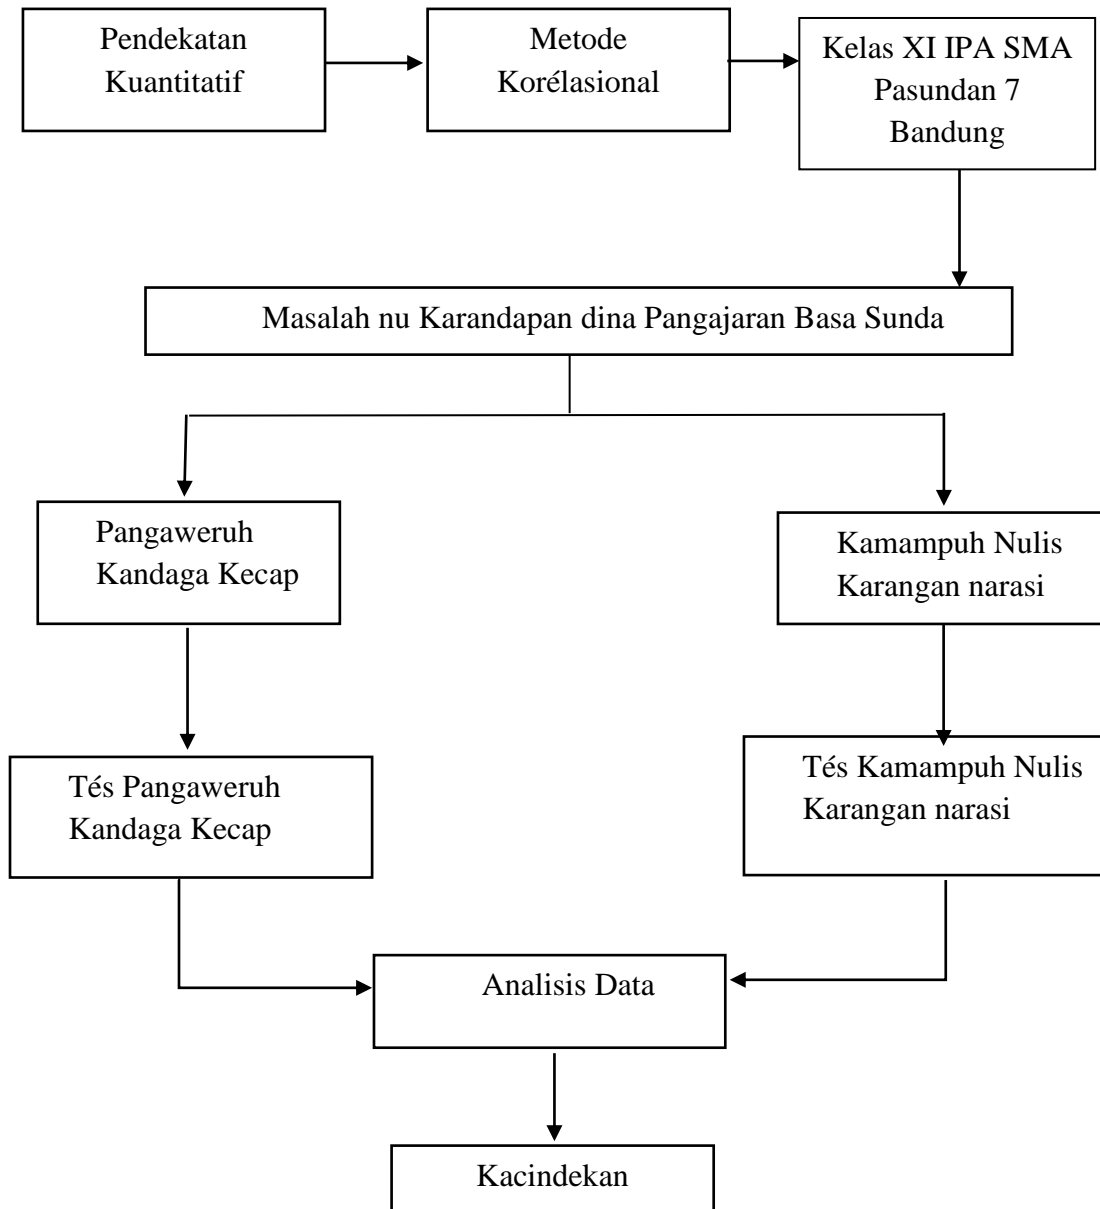 Pendekatan
Kuantitatif
Metode
Korélasional
Kelas XI IPA SMA
Pasundan 7
Bandung
Masalah nu Karandapan dina Pangajaran Basa Sunda
Pangaweruh
Kandaga Kecap
Kamampuh Nulis
Karangan narasi
Tés Pangaweruh
Kandaga Kecap
Tés Kamampuh Nulis
Karangan narasi
Analisis Data
Kacindekan